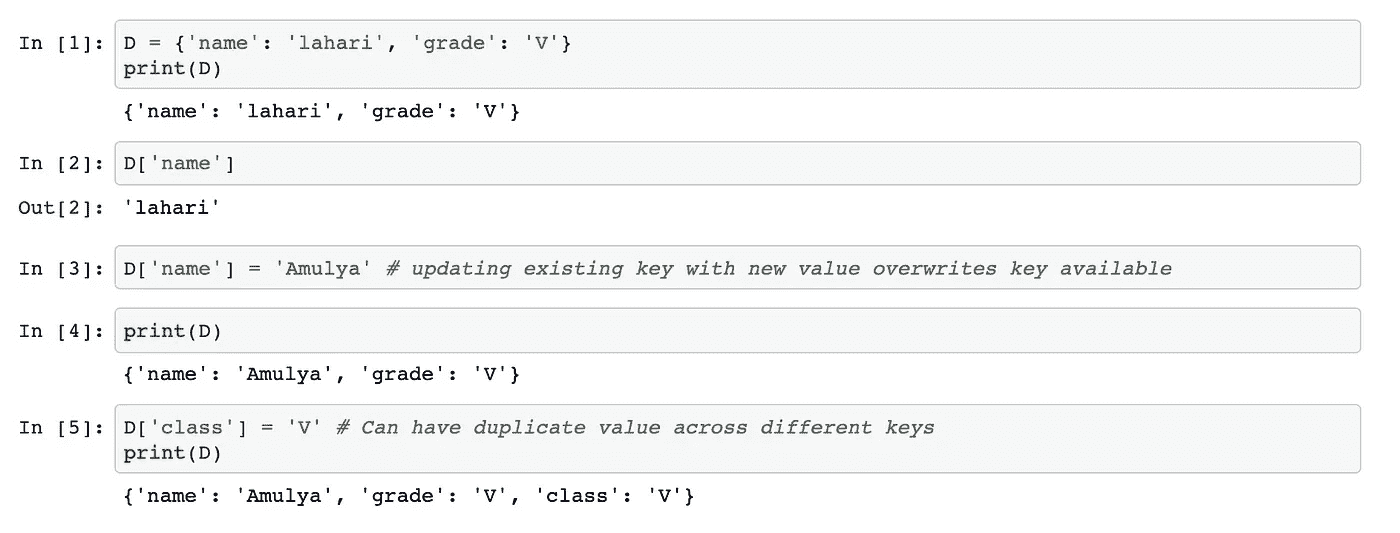 In [1]: D = {'name': 'lahari', 'grade': 'V'}
print(D)
{'name': 'lahari', 'grade': 'V'}
In [2]: D['name']
Out[2]: 'lahari'
In [3]: D['name'] = 'Amulya' # updating existing key with new value overwrites key available
In [4]: print(D)
{'name': 'Amulya', 'grade': 'V'}
In [5]: D['class'] = 'V' # Can have duplicate value across different keys
print(D)
{'name': 'Amulya', 'grade': 'V', 'class': 'V'}